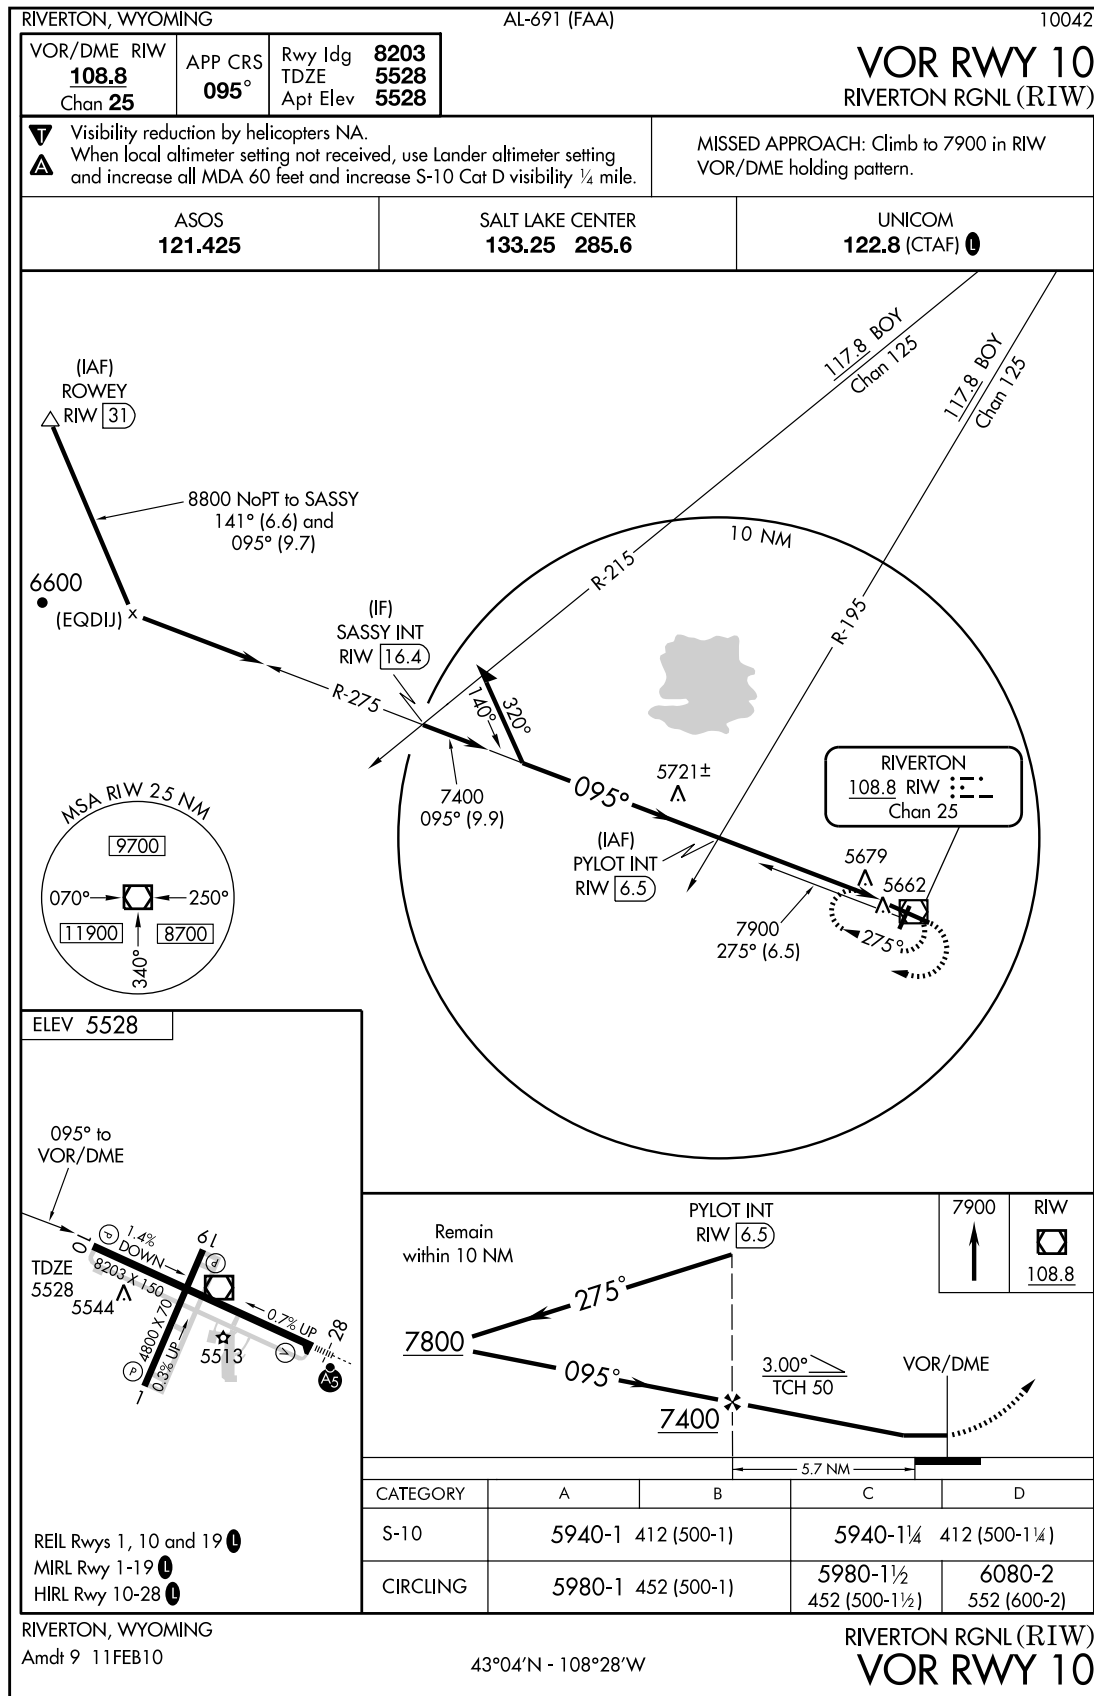 RIVERTON, WYOMING
AL-691 (FAA)
10042
VOR/DME RIW
108.8
Chan 25
APP CRS
095°
Rwy ldg 8203
TDZE 5528
Apt Elev 5528
VOR RWY 10
RIVERTON RGNL (RIW)
T
A
Visibility reduction by helicopters NA.
When local altimeter setting not received, use Lander altimeter setting
and increase all MDA 60 feet and increase S-10 Cat D visibility ¼ mile.
MISSED APPROACH: Climb to 7900 in RIW
VOR/DME holding pattern.
ASOS
121.425
SALT LAKE CENTER
133.25 285.6
UNICOM
122.8 (CTAF) L
117.8 BOY
Chan 125
117.8 BOY
Chan 125
(IAF)
ROWEY
RIW 31
8800 NoPT to SASSY
141° (6.6) and
095° (9.7)
10 NM
R-215
R-195
6600
(EQDIJ)
x
(IF)
SASSY INT
RIW 16.4
R-275
140°
320°
7400
095° (9.9)
095°
5721±
RIVERTON
108.8 RIW
Chan 25
(IAF)
PYLOT INT
RIW 6.5
5679
5662
7900
275° (6.5)
275°
MSA RIW 25 NM
9700
070°
250°
11900
8700
340°
ELEV 5528
095° to
VOR/DME
10
P
1.4%
DOWN
19
P
TDZE
5528
8203 X 150
5544
4800 X 70
0.3% UP
P
1
0.7% UP
5513
V
28
A5
REIL Rwys 1, 10 and 19 L
MIRL Rwy 1-19 L
HIRL Rwy 10-28 L
Remain
within 10 NM
PYLOT INT
RIW 6.5
7900
RIW
108.8
275°
7800
095°
7400
3.00°
TCH 50
VOR/DME
5.7 NM
CATEGORY A B C D
S-10 5940-1 412 (500-1) 5940-1¼ 412 (500-1¼)
CIRCLING 5980-1 452 (500-1) 5980-1½ 452 (500-1½) 6080-2 552 (600-2)
RIVERTON, WYOMING
Amdt 9 11FEB10
43°04'N - 108°28'W
RIVERTON RGNL (RIW)
VOR RWY 10